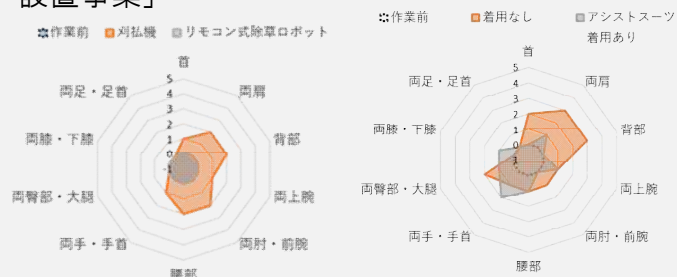 設置事業」
作業前 刈払機 リモコン式除草ロボット
首
両肩
背部
両上腕
両肘・前腕
腰部
両手・手首
両臀部・大腿
両膝・下腿
両足・足首
5
4
3
2
1
0
-1
作業前 着用なし アシストスーツ
着用あり
首
両肩
背部
両上腕
両肘・前腕
腰部
両手・手首
両臀部・大腿
両膝・下腿
両足・足首
5
4
3
2
1
0
-1